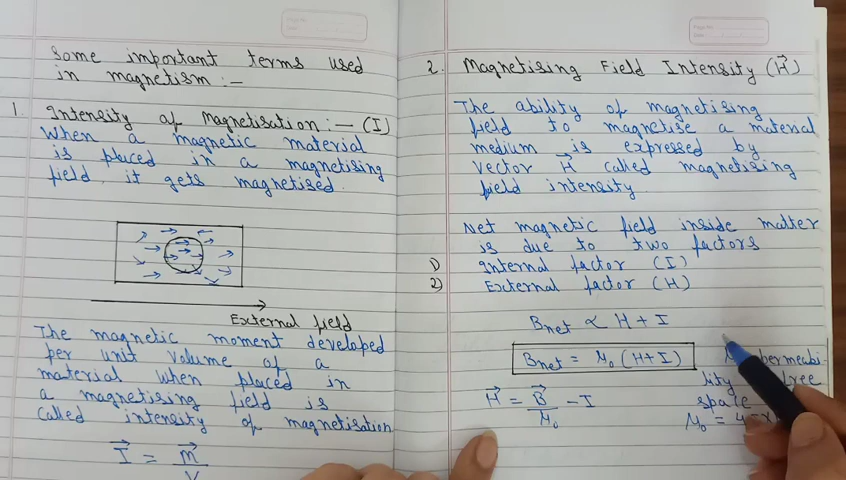 Some important terms used
in magnetism :-
1. Intensity of Magnetisation :- (I)
When a magnetic material
is placed in a magnetising
field, it gets magnetised.
External field
The magnetic moment developed
per unit volume of a
material when placed in
a magnetising field is
called intensity of magnetisation
I⃗ = m⃗ / V
2. Magnetising Field Intensity (H⃗)
The ability of magnetising
field to magnetise a material
medium is expressed by
vector H⃗ called magnetising
field intensity
Net magnetic field inside matter
is due to two factors
1) Internal factor (I)
2) External factor (H)
Bnet ∝ H + I
Bnet = μ₀ (H+I)
H⃗ = B⃗ / μ₀ - I
space
μ₀ =